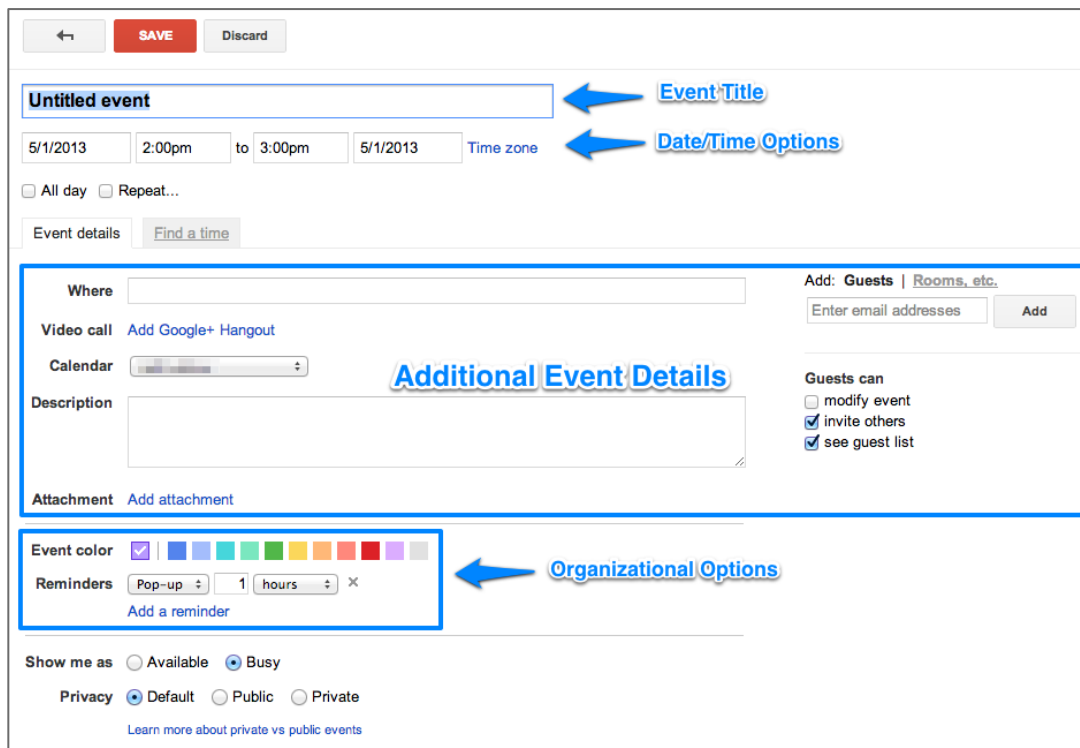 SAVE Discard
Untitled event
Event Title
5/1/2013 2:00pm to 3:00pm 5/1/2013 Time zone
Date/Time Options
All day Repeat...
Event details Find a time
Where
Video call Add Google+ Hangout
Calendar
Description
Attachment Add attachment
Additional Event Details
Add: Guests | Rooms, etc.
Enter email addresses Add
Guests can
modify event
invite others
see guest list
Event color
Reminders Pop-up 1 hours
Add a reminder
Organizational Options
Show me as Available Busy
Privacy Default Public Private
Learn more about private vs public events